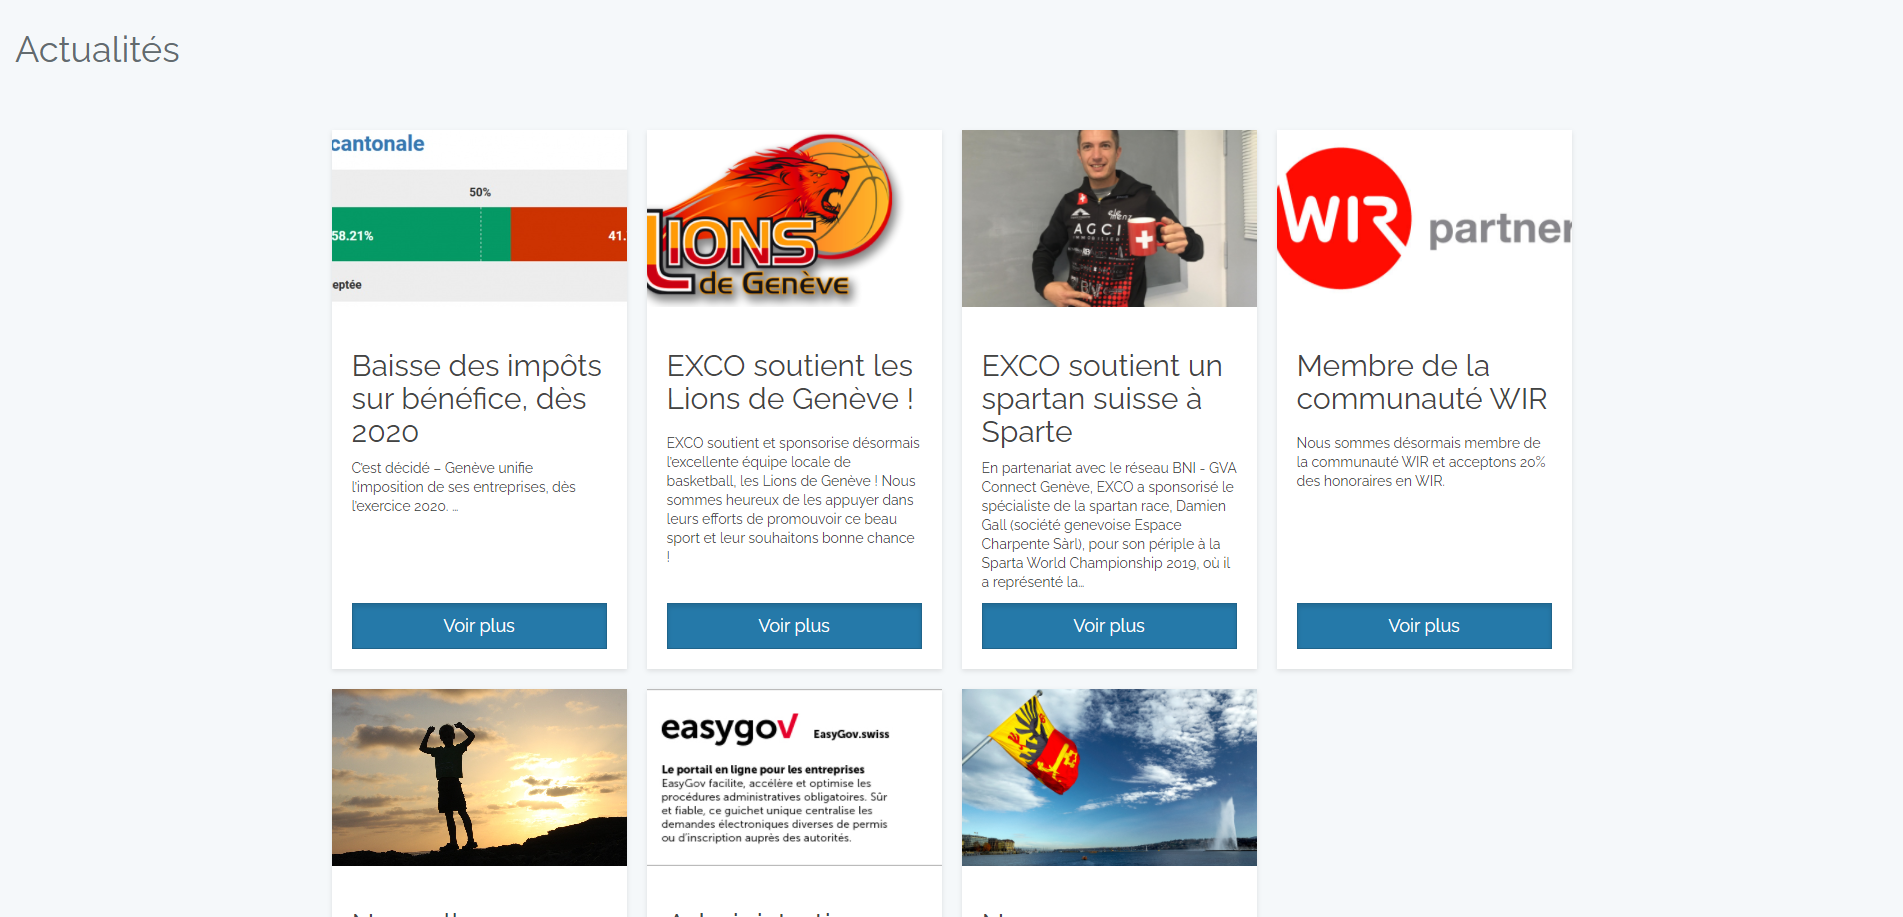 Actualités
cantonale
50%
58.21%
41.
eptée
LIONS
de Genève
AGCI
IMMOBILIER
WIR partner
Baisse des impôts
sur bénéfice, dès
2020
C'est décidé – Genève unifie
l'imposition de ses entreprises, dès
l'exercice 2020. ...
Voir plus
EXCO soutient les
Lions de Genève !
EXCO soutient et sponsorise désormais
l'excellente équipe locale de
basketball, les Lions de Genève ! Nous
sommes heureux de les appuyer dans
leurs efforts de promouvoir ce beau
sport et leur souhaitons bonne chance
!
Voir plus
EXCO soutient un
spartan suisse à
Sparte
En partenariat avec le réseau BNI - GVA
Connect Genève, EXCO a sponsorisé le
spécialiste de la spartan race, Damien
Gall (société genevoise Espace
Charpente Sàrl), pour son périple à la
Sparta World Championship 2019, où il
a représenté la...
Voir plus
Membre de la
communauté WIR
Nous sommes désormais membre de
la communauté WIR et acceptons 20%
des honoraires en WIR.
Voir plus
easygov EasyGov.swiss
Le portail en ligne pour les entreprises
EasyGov facilite, accélère et optimise les
procédures administratives obligatoires. Sûr
et fiable, ce guichet unique centralise les
demandes électroniques diverses de permis
ou d'inscription auprès des autorités.